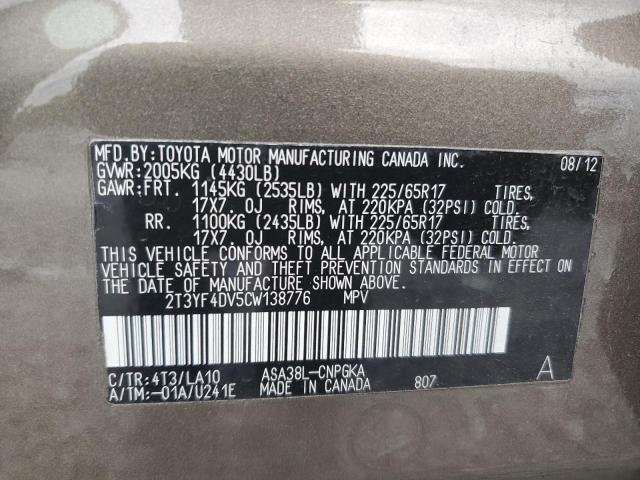 MFD.BY:TOYOTA MOTOR MANUFACTURING CANADA INC. 08/12
GVWR:2005KG (4430LB)
GAWR:FRT. 1145KG (2535LB) WITH 225/65R17 TIRES,
17X7. 0J RIMS, AT 220KPA (32PSI) COLD.
RR. 1100KG (2435LB) WITH 225/65R17 TIRES,
17X7. 0J RIMS, AT 220KPA (32PSI) COLD.
THIS VEHICLE CONFORMS TO ALL APPLICABLE FEDERAL MOTOR
VEHICLE SAFETY AND THEFT PREVENTION STANDARDS IN EFFECT ON
THE DATE OF MANUFACTURE SHOWN ABOVE.
2T3YF4DV5CW138776 MPV
C/TR:4T3/LA10 ASA38L-CNPGKA A
A/TM:-01A/U241E MADE IN CANADA 807